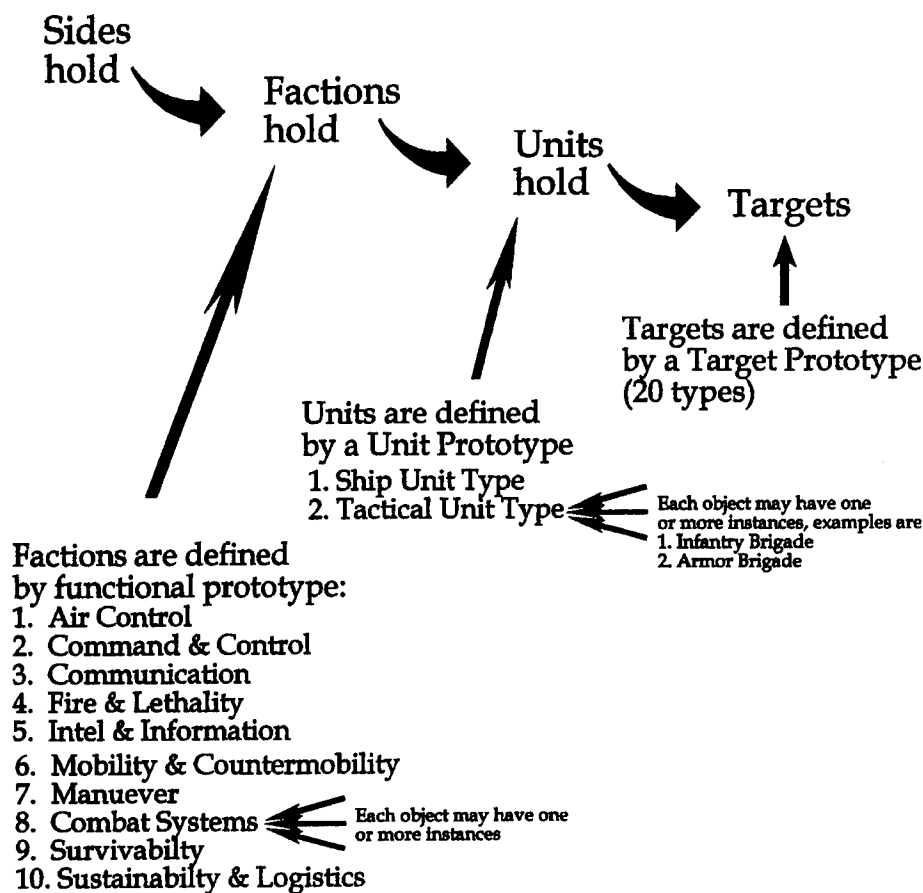 Sides
hold
Factions
hold
Units
hold
Targets
Targets are defined
by a Target Prototype
(20 types)
Units are defined
by a Unit Prototype
1. Ship Unit Type
2. Tactical Unit Type
Each object may have one
or more instances, examples are
1. Infantry Brigade
2. Armor Brigade
Factions are defined
by functional prototype:
1. Air Control
2. Command & Control
3. Communication
4. Fire & Lethality
5. Intel & Information
6. Mobility & Countermobility
7. Manuever
8. Combat Systems
Each object may have one
or more instances
9. Survivabilty
10. Sustainabilty & Logistics